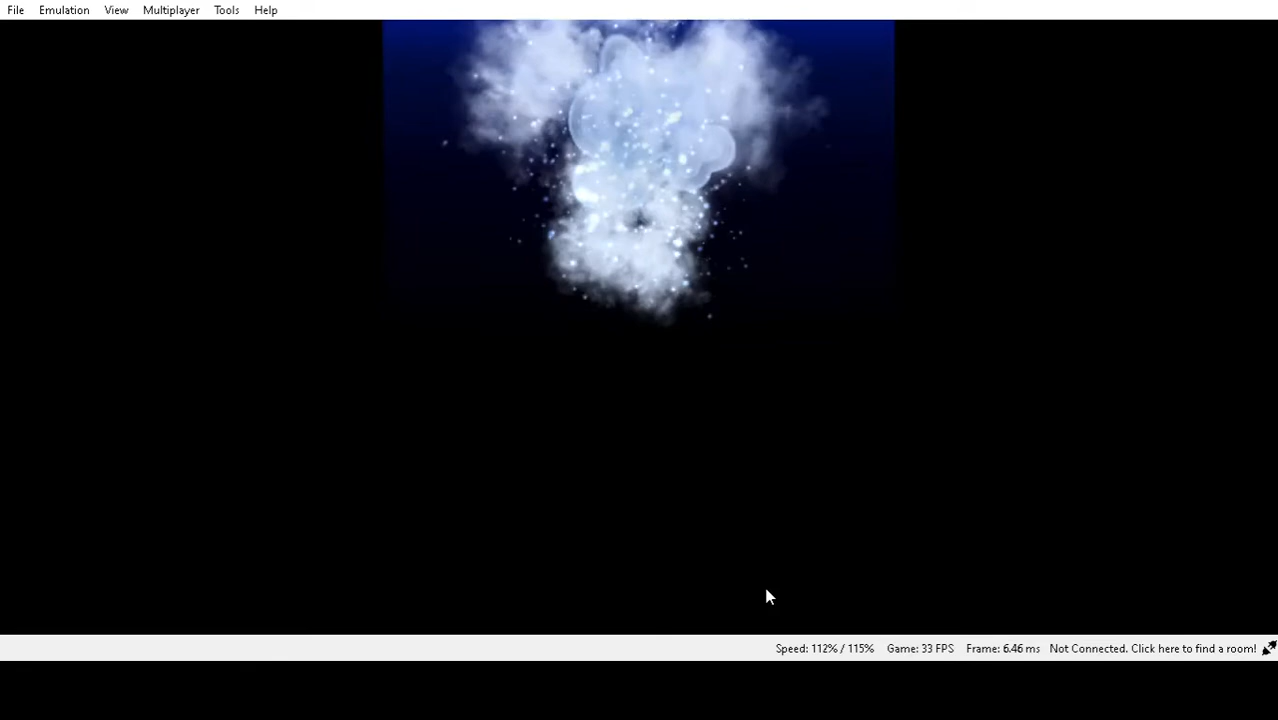 File Emulation View Multiplayer Tools Help
Speed: 112% / 115% Game: 33 FPS Frame: 6.46 ms Not Connected. Click here to find a room!